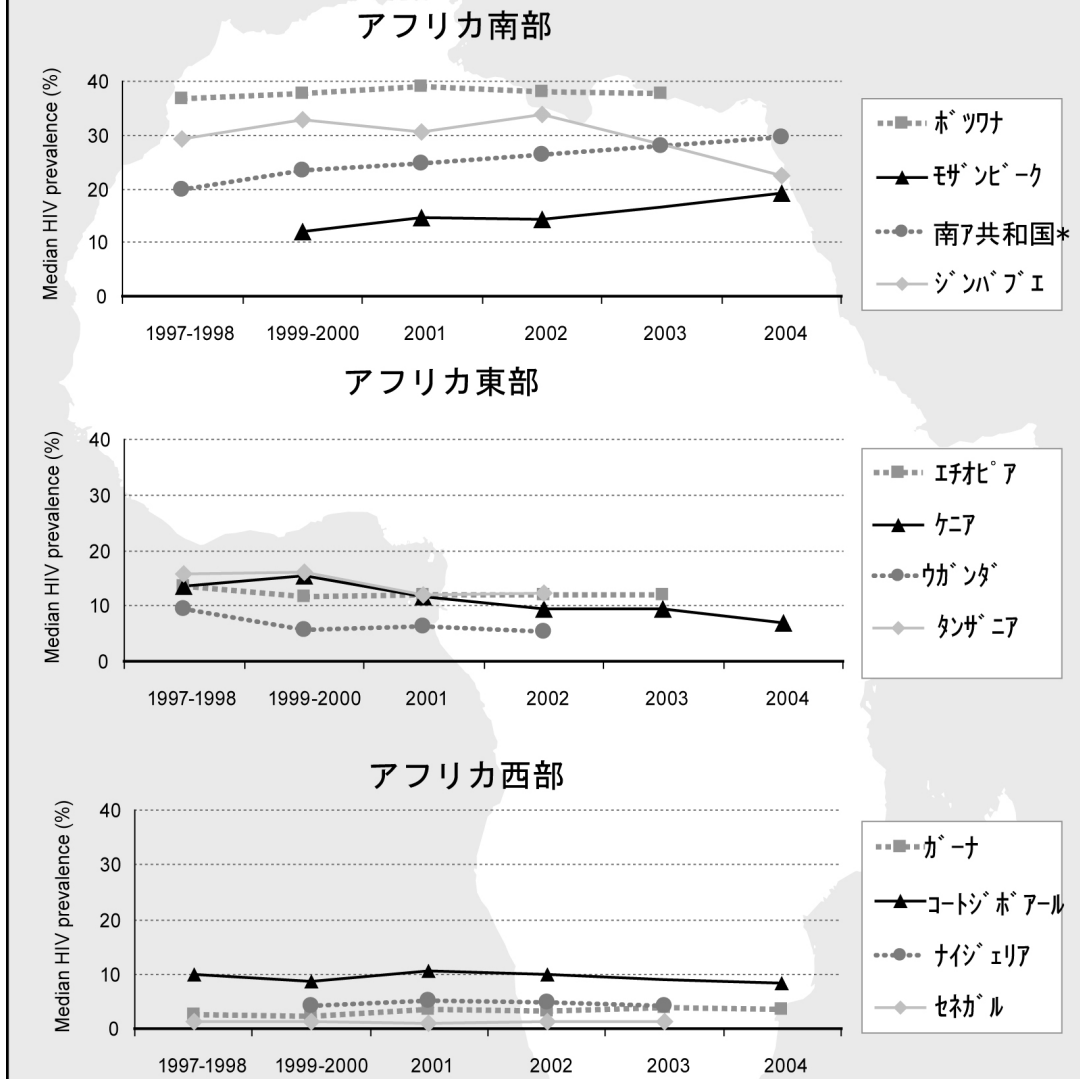 アフリカ南部
Median HIV prevalence (%)
40
30
20
10
0
1997-1998 1999-2000 2001 2002 2003 2004
ﾎﾞﾂﾜﾅ
ﾓｻﾞﾝﾋﾞｰｸ
南ｱ共和国*
ｼﾞﾝﾊﾞﾌﾞｴ
アフリカ東部
Median HIV prevalence (%)
40
30
20
10
0
1997-1998 1999-2000 2001 2002 2003 2004
ｴﾁｵﾋﾟｱ
ｹﾆｱ
ｳｶﾞﾝﾀﾞ
ﾀﾝｻﾞﾆｱ
アフリカ西部
Median HIV prevalence (%)
40
30
20
10
0
1997-1998 1999-2000 2001 2002 2003 2004
ｶﾞｰﾅ
ｺｰﾄｼﾞﾎﾞｱｰﾙ
ﾅｲｼﾞｪﾘｱ
ｾﾈｶﾞﾙ